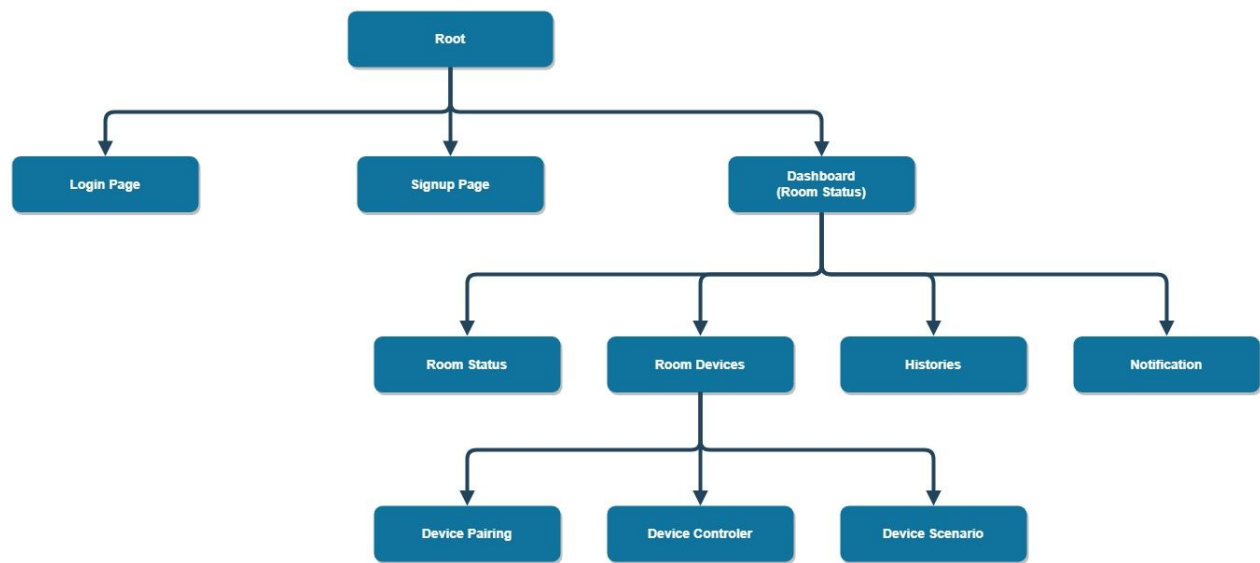 Root
Login Page
Signup Page
Dashboard
(Room Status)
Room Status
Room Devices
Histories
Notification
Device Pairing
Device Controler
Device Scenario